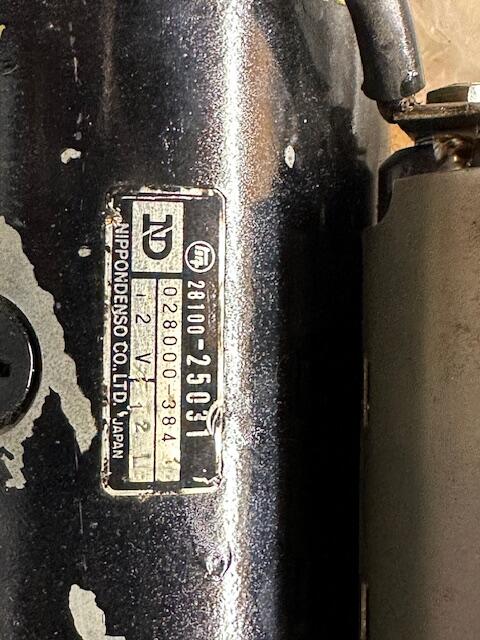 28100-25031
ND
028000-384
12V
NIPPONDENSO CO.,LTD. JAPAN